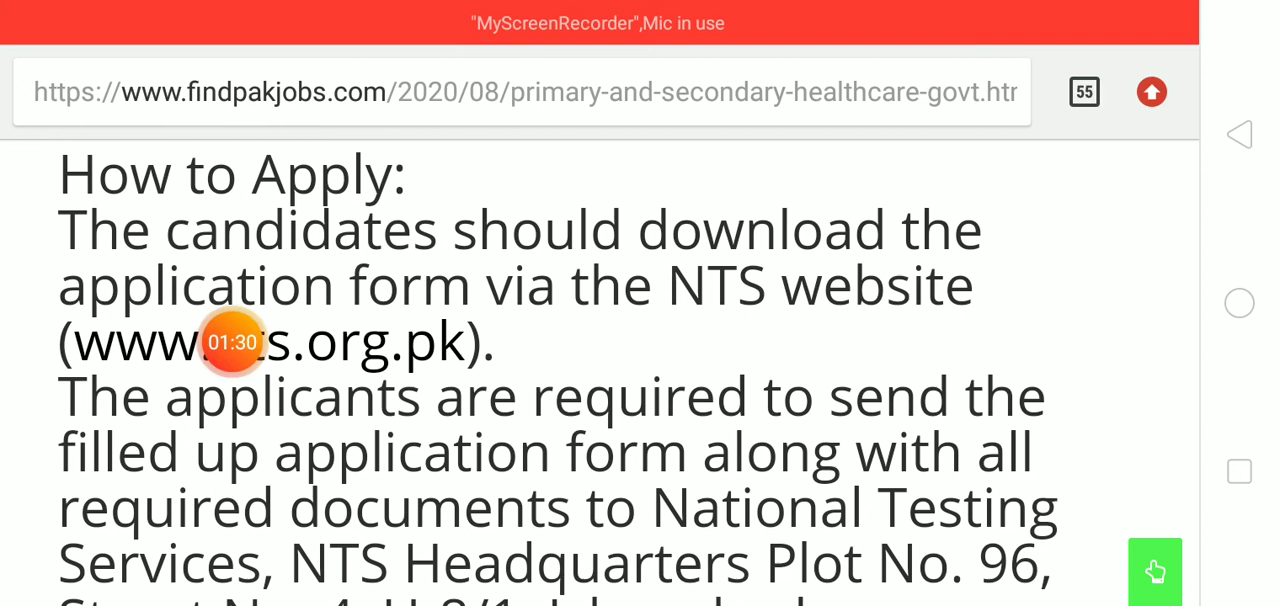 "MyScreenRecorder",Mic in use
https://www.findpakjobs.com/2020/08/primary-and-secondary-healthcare-govt.htr
55
How to Apply:
The candidates should download the
application form via the NTS website
01:30
.org.pk).
The applicants are required to send the
filled up application form along with all
required documents to National Testing
Services, NTS Headquarters Plot No. 96,